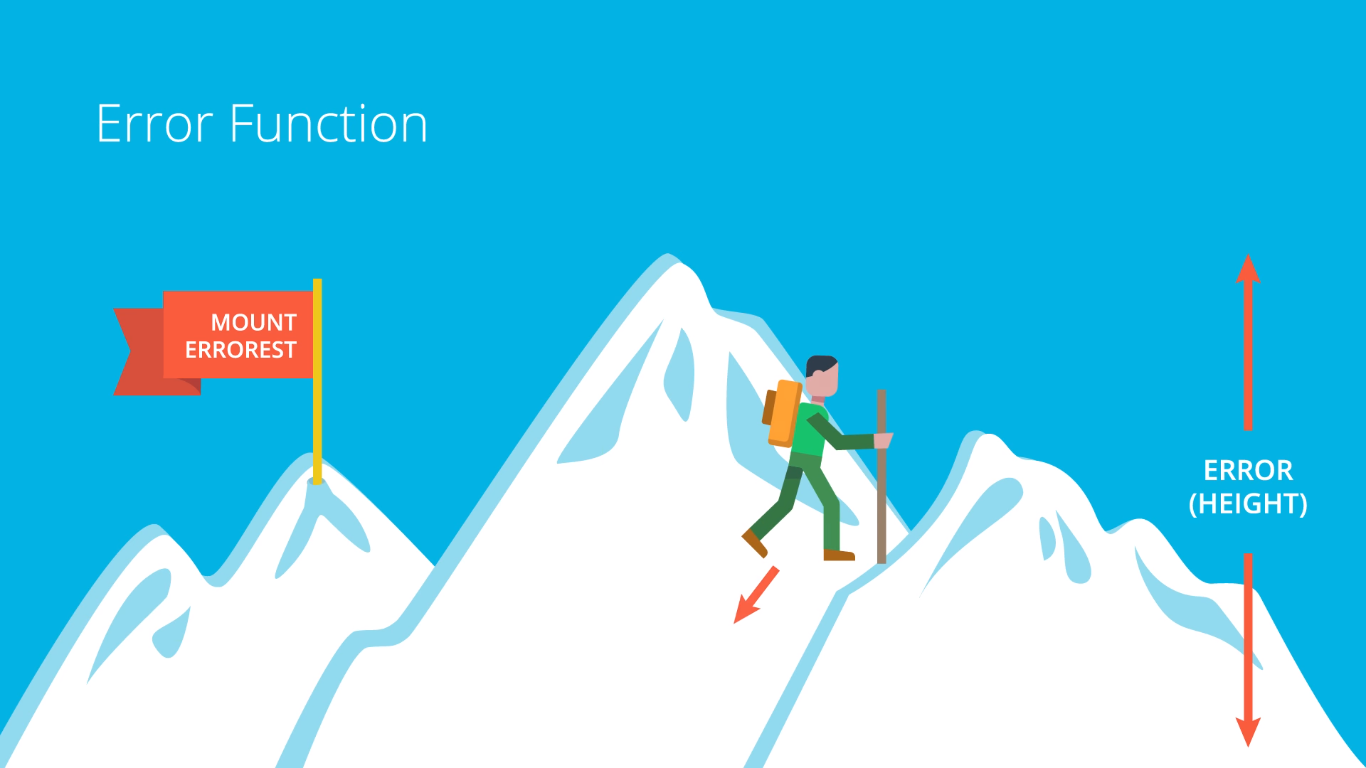 Error Function
MOUNT
ERROREST
ERROR
(HEIGHT)